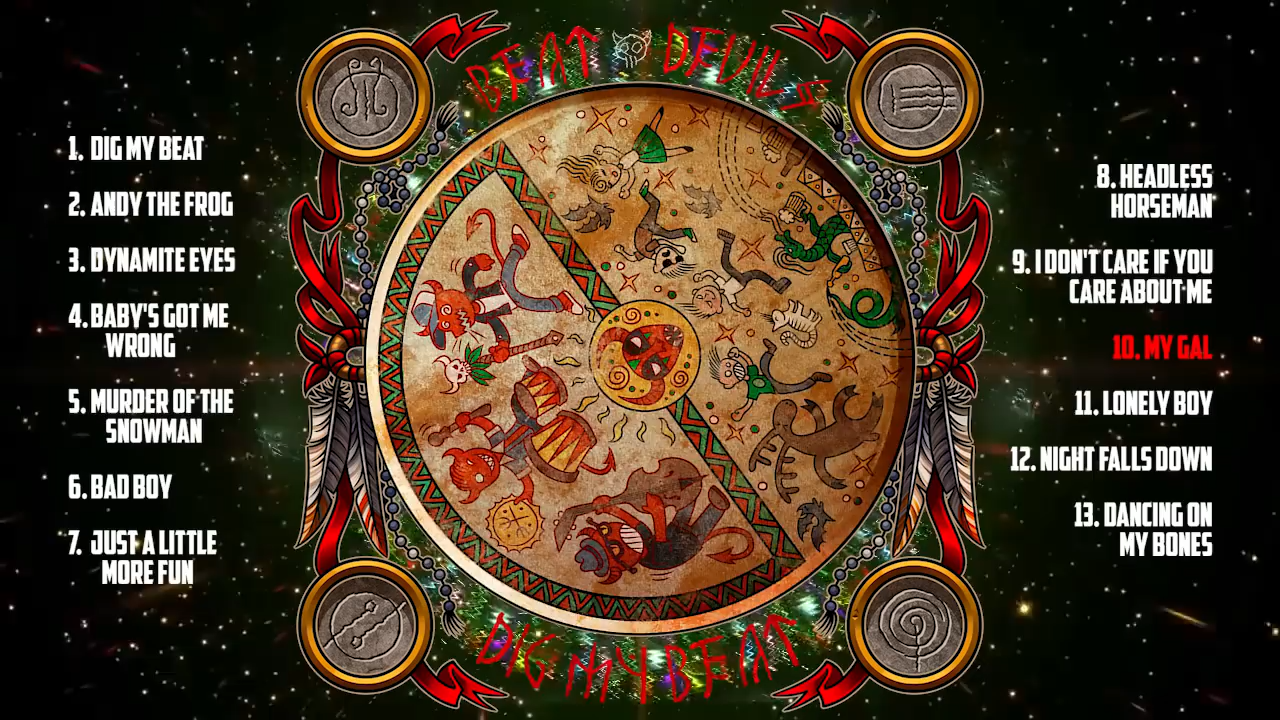 BEAT DEVILS
1. DIG MY BEAT
2. ANDY THE FROG
3. DYNAMITE EYES
4. BABY'S GOT ME
WRONG
5. MURDER OF THE
SNOWMAN
6. BAD BOY
7. JUST A LITTLE
MORE FUN
8. HEADLESS
HORSEMAN
9. I DON'T CARE IF YOU
CARE ABOUT ME
10. MY GAL
11. LONELY BOY
12. NIGHT FALLS DOWN
13. DANCING ON
MY BONES
DIG MY BEAT